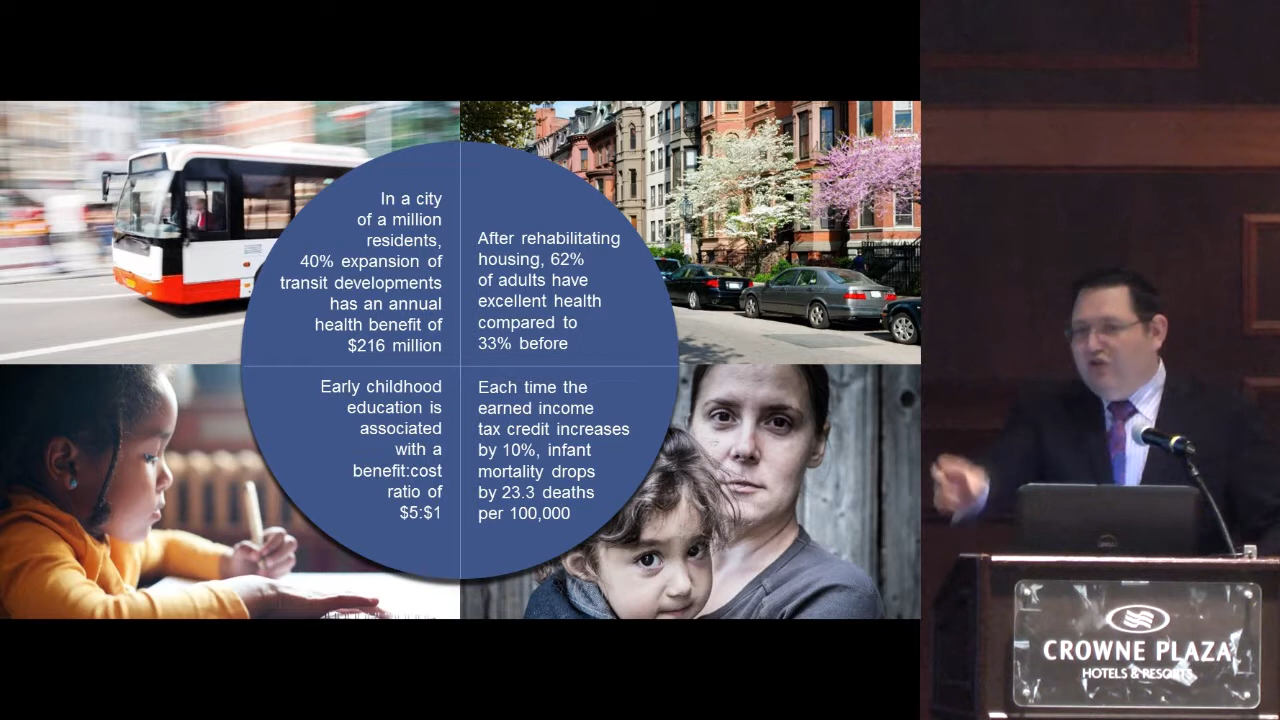 In a city
of a million
residents,
40% expansion of
transit developments
has an annual
health benefit of
$216 million
After rehabilitating
housing, 62%
of adults have
excellent health
compared to
33% before
Early childhood
education is
associated
with a
benefit:cost
ratio of
$5:$1
Each time the
earned income
tax credit increases
by 10%, infant
mortality drops
by 23.3 deaths
per 100,000
CROWNE PLAZA
HOTELS & RESORTS